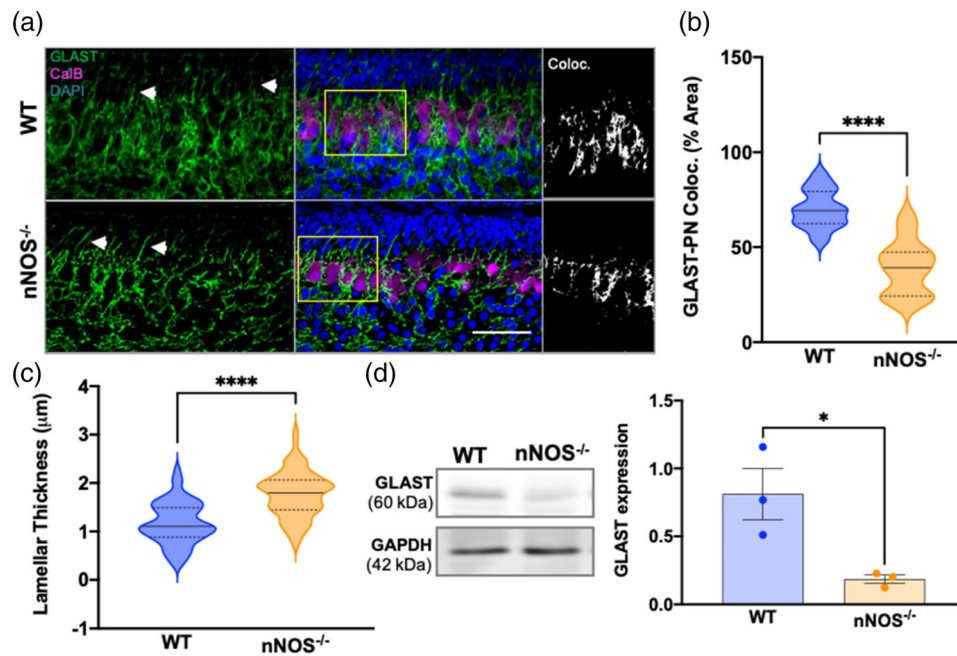 (a)
GLAST
CalB
DAPI
WT
nNOS-/-
Coloc.
(b)
GLAST-PN Coloc. (% Area)
150
100
50
0
****
WT
nNOS-/-
(c)
Lamellar Thickness (μm)
4
3
2
1
0
-1
****
WT
nNOS-/-
(d)
WT
nNOS-/-
GLAST
(60 kDa)
GAPDH
(42 kDa)
GLAST expression
1.5
1.0
0.5
0.0
*
WT
nNOS-/-